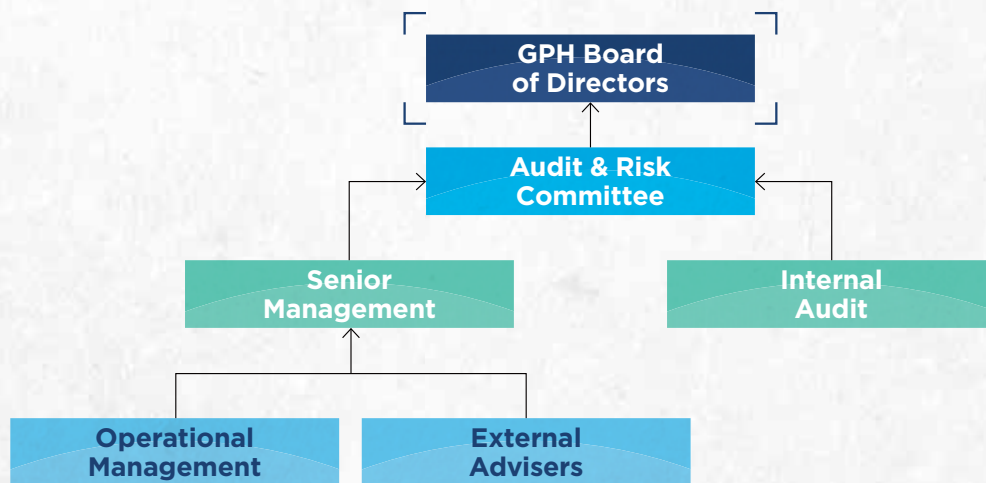 GPH Board
of Directors
Audit & Risk
Committee
Senior
Management
Internal
Audit
Operational
Management
External
Advisers